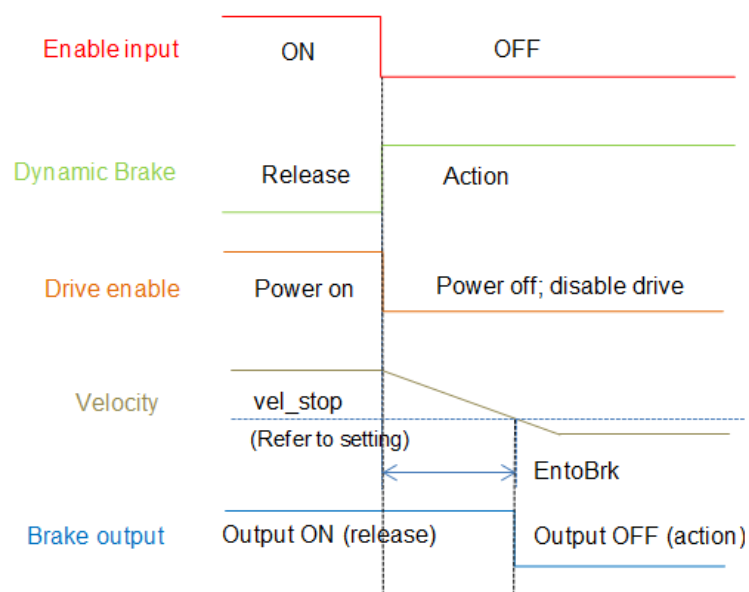 Enable input
ON
OFF
Dynamic Brake
Release
Action
Drive enable
Power on
Power off; disable drive
Velocity
vel_stop
(Refer to setting)
EntoBrk
Brake output
Output ON (release)
Output OFF (action)